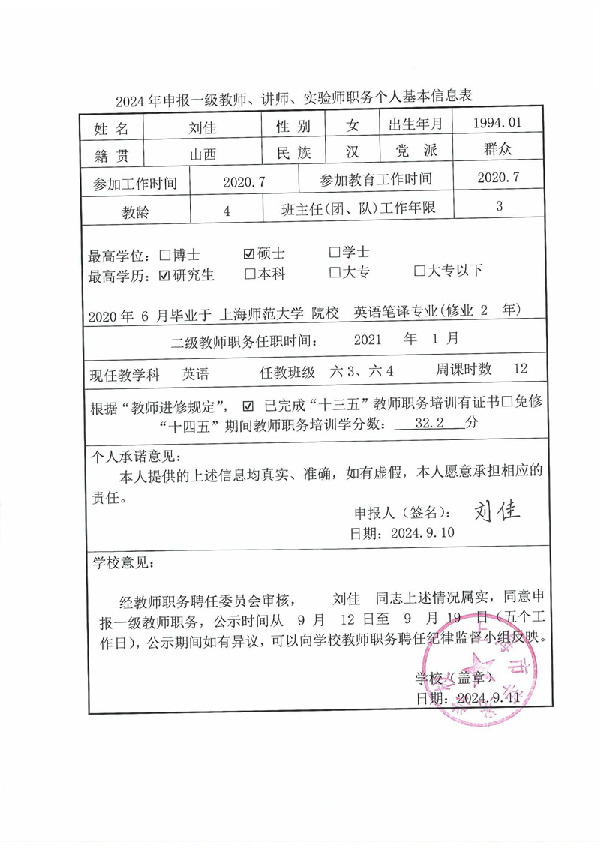 2024年申报一级教师、讲师、实验师职务个人基本信息表
姓 名 刘佳 性 别 女 出生年月 1994.01
籍 贯 山西 民 族 汉 党 派 群众
参加工作时间 2020.7 参加教育工作时间 2020.7
教龄 4 班主任(团、队)工作年限 3
最高学位：□博士 ☑硕士 □学士
最高学历：☑研究生 □本科 □大专 □大专以下
2020年 6 月毕业于 上海师范大学 院校 英语笔译专业(修业 2 年)
二级教师职务任职时间： 2021 年 1 月
现任教学科 英语 任教班级 六3、六4 周课时数 12
根据“教师进修规定”，☑ 已完成“十三五”教师职务培训有证书□免修
“十四五”期间教师职务培训学分数： 32.2 分
个人承诺意见：
本人提供的上述信息均真实、准确，如有虚假，本人愿意承担相应的
责任。
申报人（签名）： 刘佳
日期：2024.9.10
学校意见：
经教师职务聘任委员会审核， 刘佳 同志上述情况属实，同意申
报一级教师职务，公示时间从 9 月 12日至 9 月 19 日（五个工
作日），公示期间如有异议，可以向学校教师职务聘任纪律监督小组反映。
学校（盖章）
日期：2024.9.11
上海市